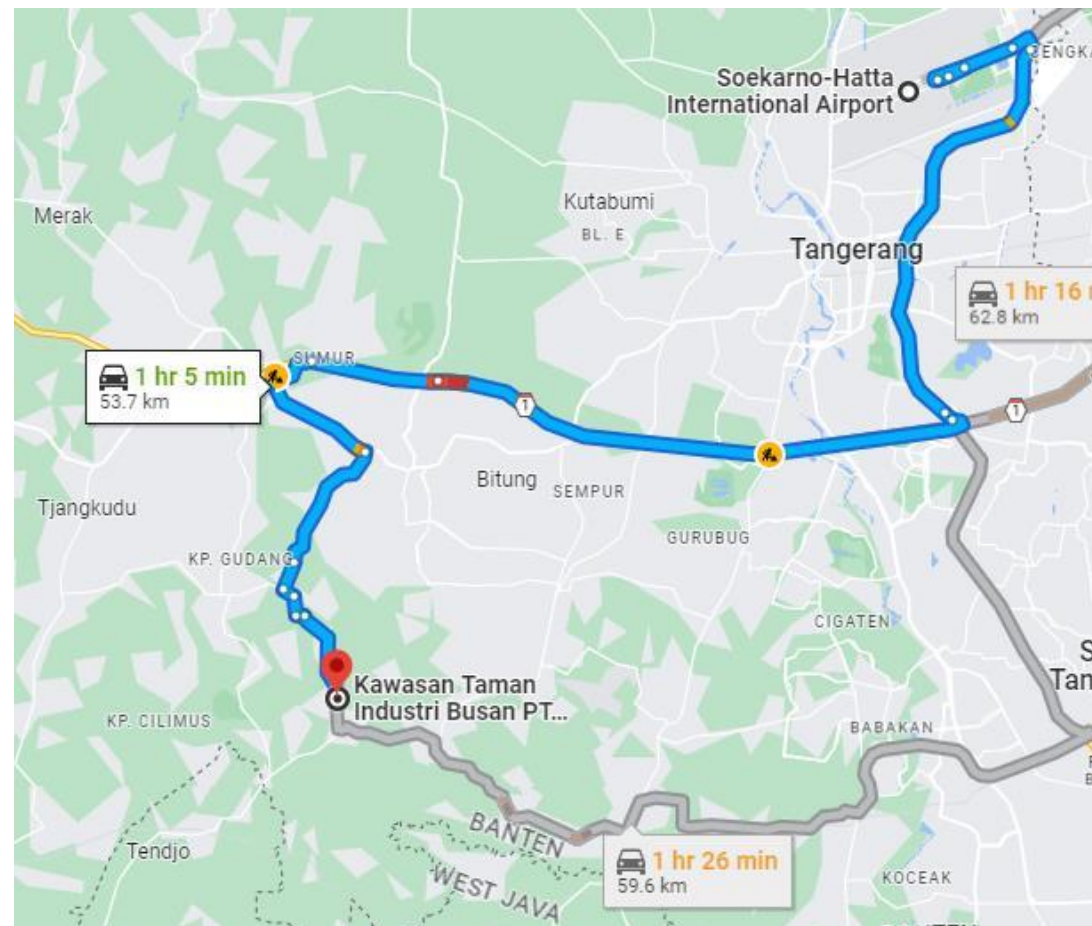 Soekarno-Hatta
International Airport
Merak
Kutabumi
BL. E
Tangerang
1 hr 16
62.8 km
SUMUR
1 hr 5 min
53.7 km
1
1
Bitung
SEMPUR
Tjangkudu
GURUBUG
KP. GUDANG
CIGATEN
Kawasan Taman
Industri Busan PT...
KP. CILIMUS
BABAKAN
BANTEN
Tendjo
1 hr 26 min
59.6 km
WEST JAVA
KOCEAK